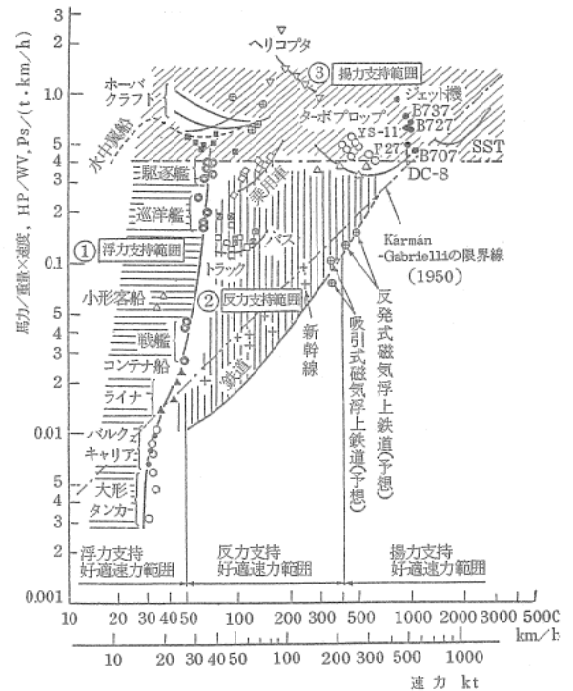 馬力/重量×速度, HP/WV, Ps/(t・km/h)
3
2
1.0
5
4
3
2
0.1
5
4
3
2
0.01
5
4
3
2
0.001
ヘリコプタ
③ 揚力支持範囲
ホーバ
クラフト
水中翼船
ジェット機
ターボプロップ
B737
YS-11
B727
F27
B707
SST
DC-8
駆逐艦
乗用車
巡洋艦
バス
① 浮力支持範囲
トラック
Kármán
-Gabrielliの限界線
(1950)
小形客船
② 反力支持範囲
戦艦
新幹線
コンテナ船
鉄道
吸引式磁気浮上鉄道(予想)
反発式磁気浮上鉄道(予想)
ライナ
バルク
キャリア
大形
タンカ
浮力支持
好適速力範囲
反力支持
好適速力範囲
揚力支持
好適速力範囲
10 20 30 40 50 100 200 300 500 1000 2000 3000 5000
km/h
10 20 30 40 50 100 200 300 500 1000
速力 kt